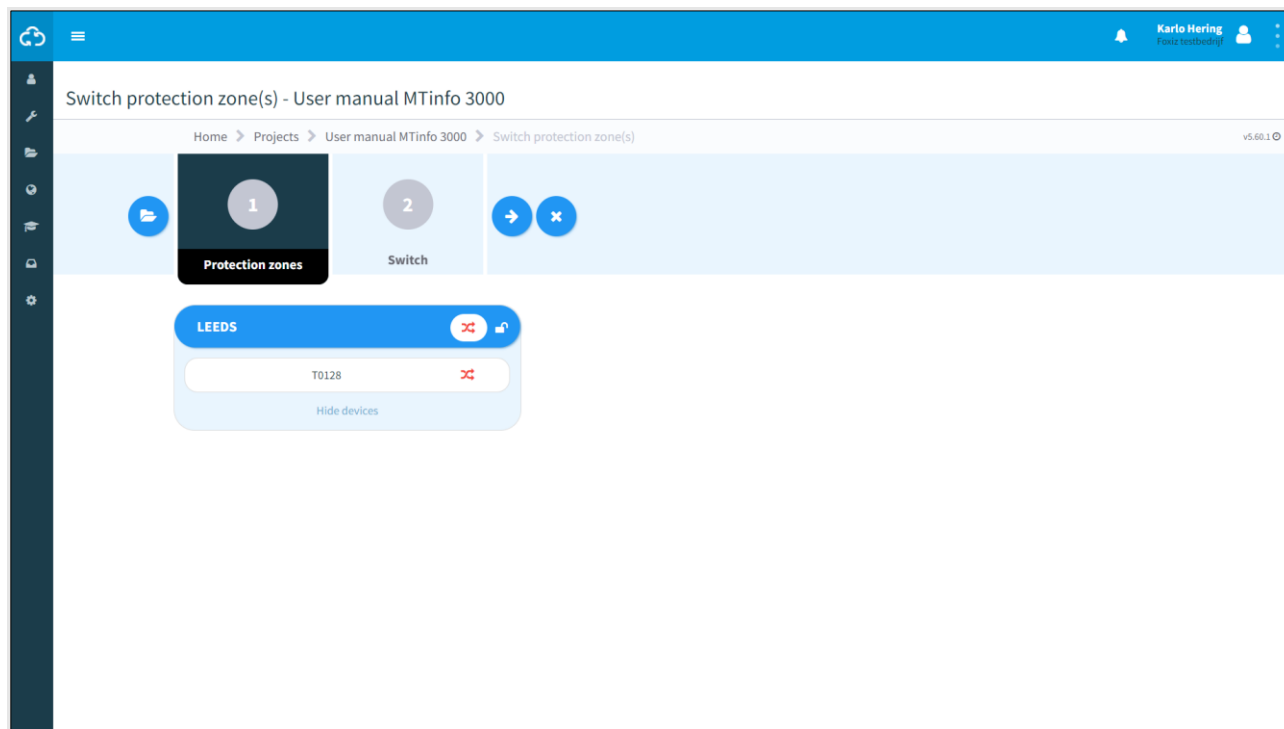 Karlo Hering
Foxiz testbedrijf
Switch protection zone(s) - User manual MTinfo 3000
Home Projects User manual MTinfo 3000 Switch protection zone(s)
v5.60.1
1
2
Protection zones
Switch
LEEDS
T0128
Hide devices